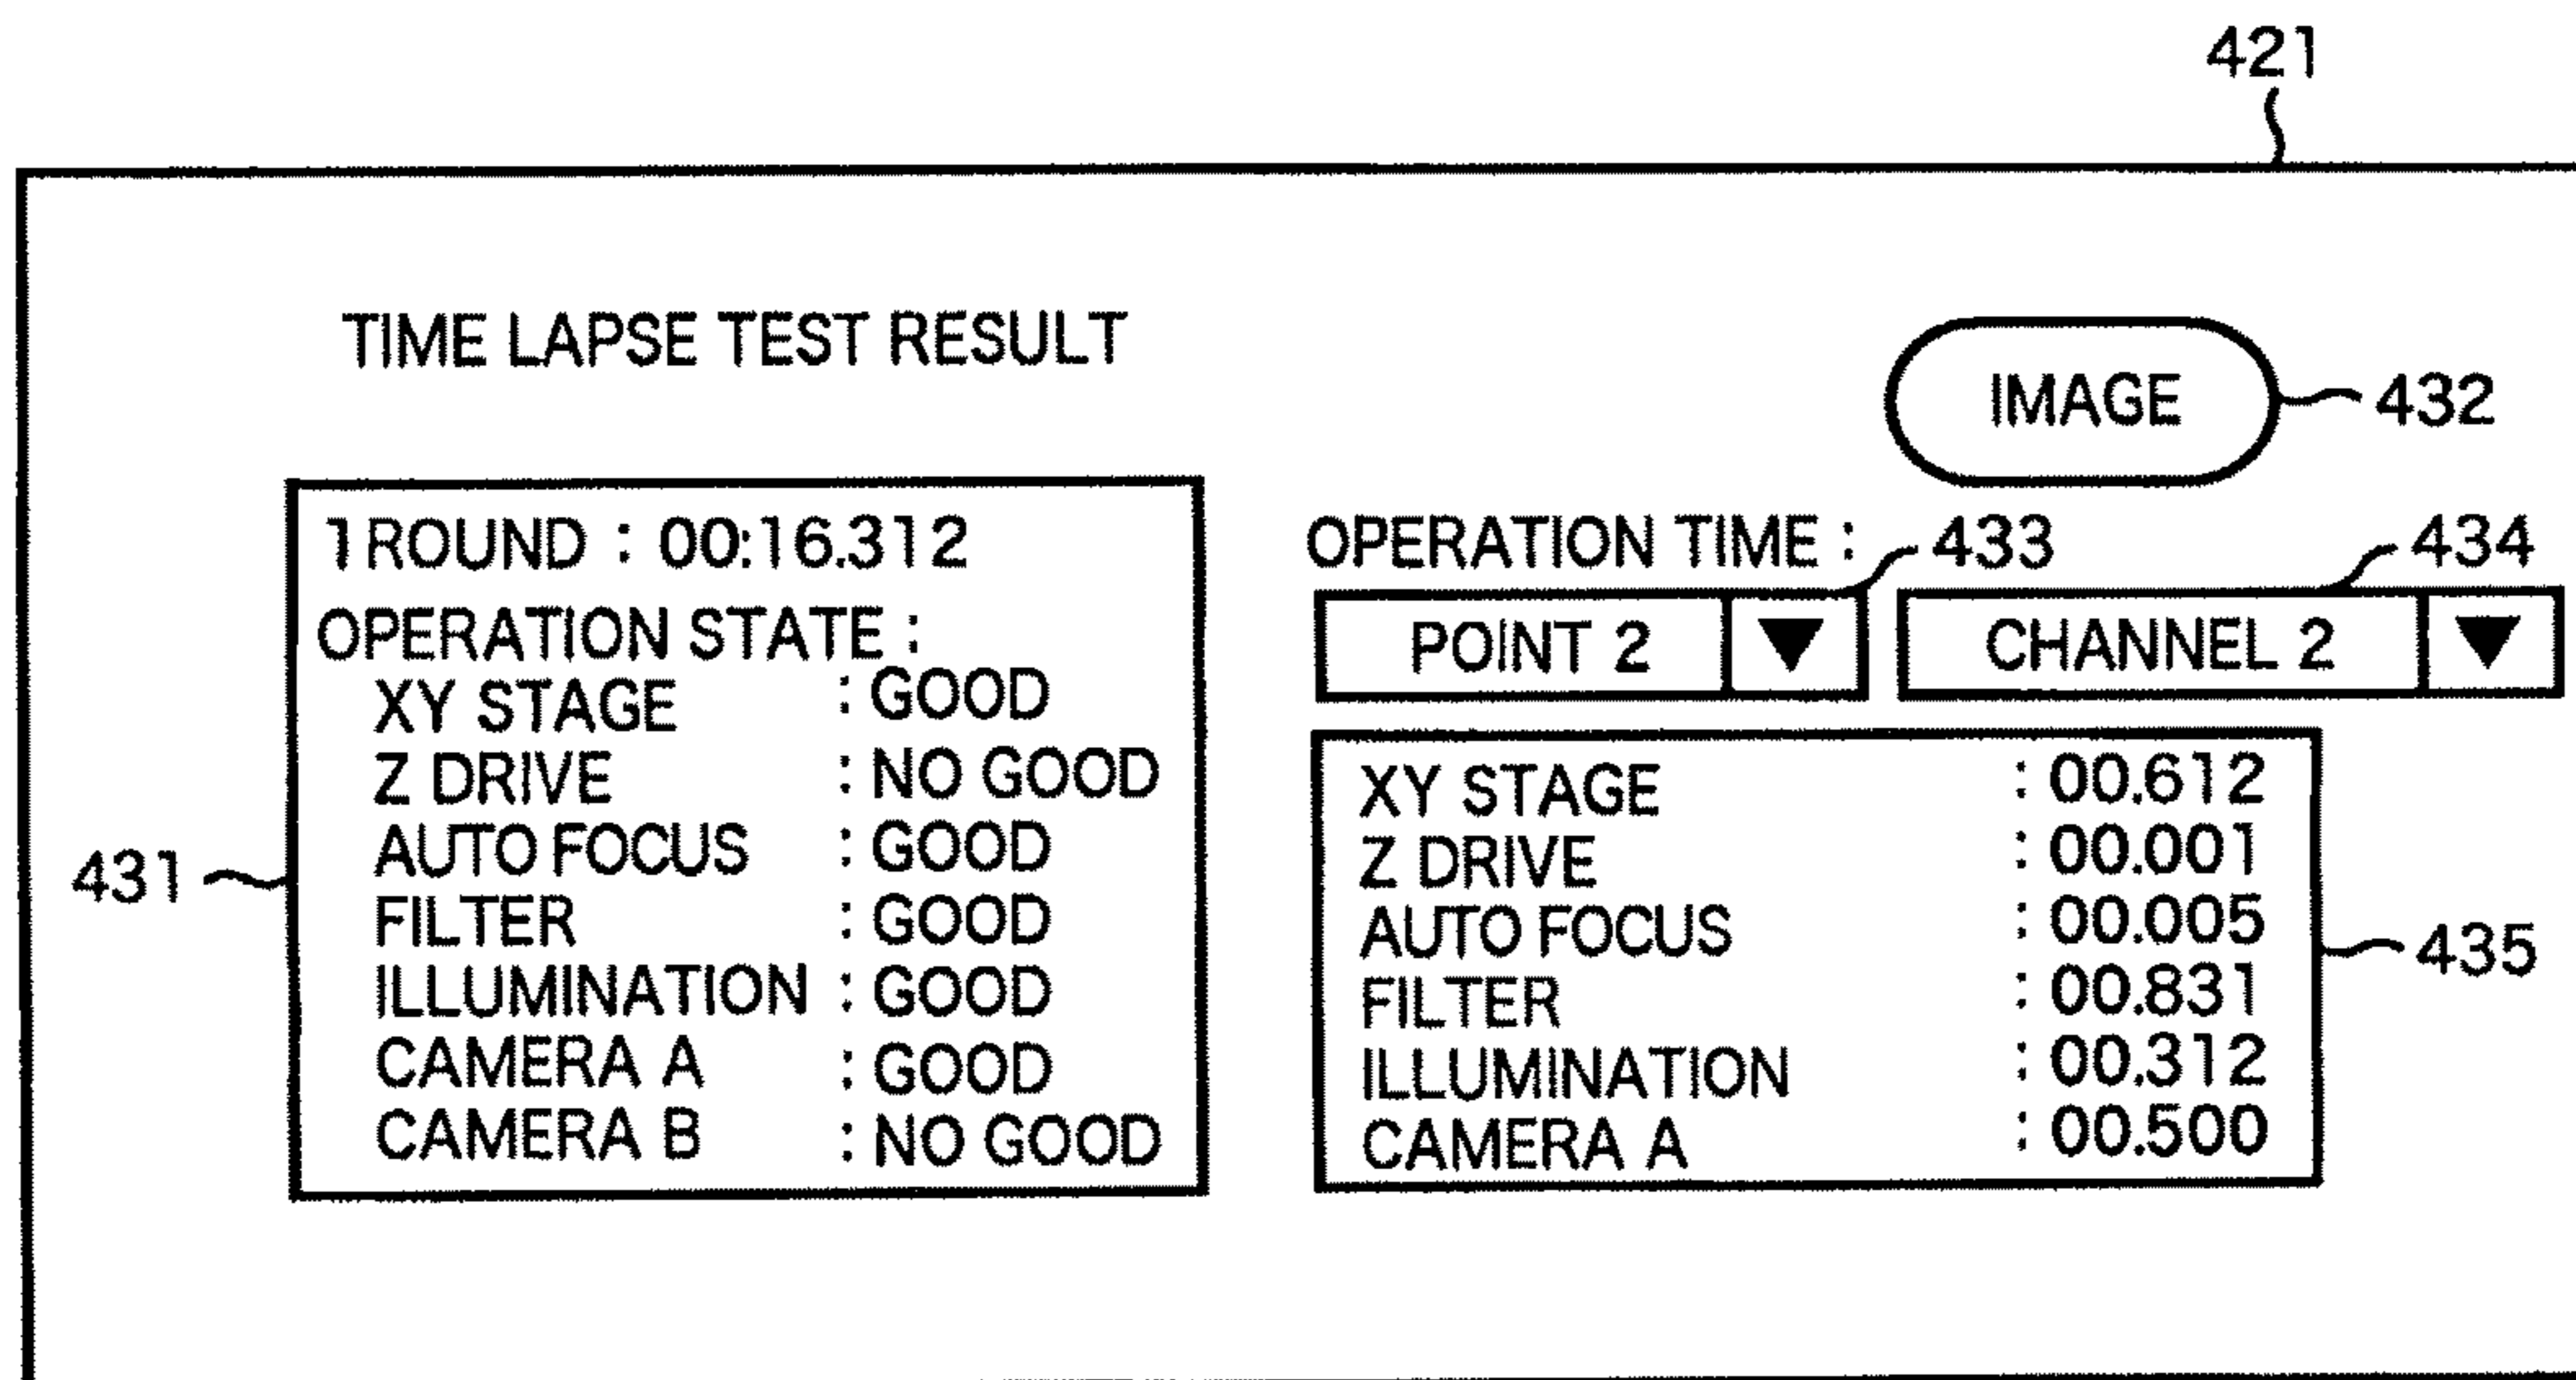 421
TIME LAPSE TEST RESULT
IMAGE
432
1 ROUND : 00:16.312
OPERATION STATE :
XY STAGE : GOOD
Z DRIVE : NO GOOD
AUTO FOCUS : GOOD
FILTER : GOOD
ILLUMINATION : GOOD
CAMERA A : GOOD
CAMERA B : NO GOOD
431
OPERATION TIME :
433
434
POINT 2 ▼
CHANNEL 2 ▼
XY STAGE : 00.612
Z DRIVE : 00.001
AUTO FOCUS : 00.005
FILTER : 00.831
ILLUMINATION : 00.312
CAMERA A : 00.500
435